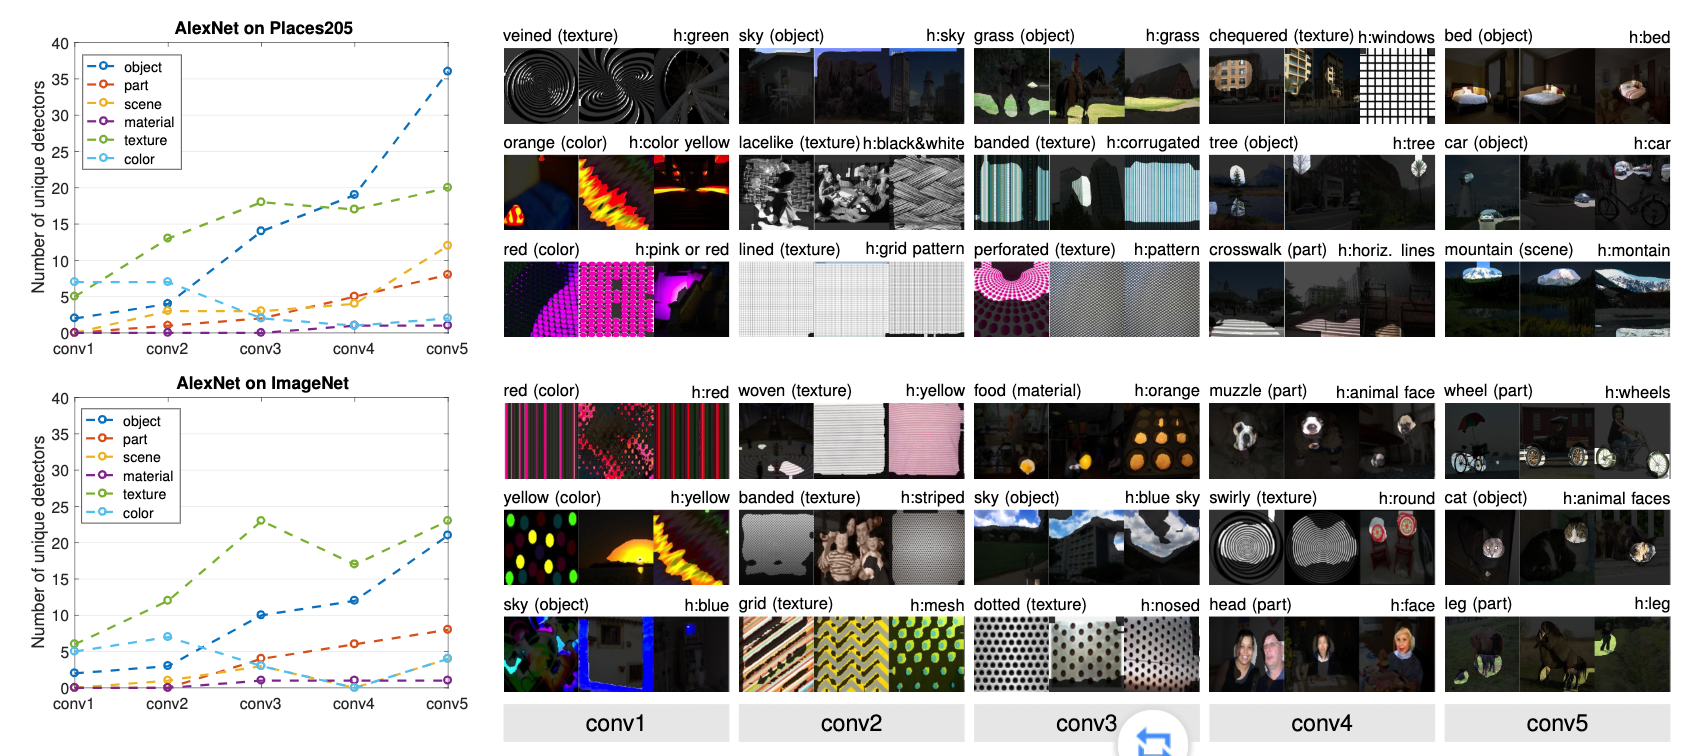 AlexNet on Places205
Number of unique detectors
40
35
30
25
20
15
10
5
0
object
part
scene
material
texture
color
conv1 conv2 conv3 conv4 conv5
veined (texture) h:green sky (object) h:sky grass (object) h:grass chequered (texture) h:windows bed (object) h:bed
orange (color) h:color yellow lacelike (texture) h:black&white banded (texture) h:corrugated tree (object) h:tree car (object) h:car
red (color) h:pink or red lined (texture) h:grid pattern perforated (texture) h:pattern crosswalk (part) h:horiz. lines mountain (scene) h:montain
AlexNet on ImageNet
Number of unique detectors
40
35
30
25
20
15
10
5
0
object
part
scene
material
texture
color
conv1 conv2 conv3 conv4 conv5
red (color) h:red woven (texture) h:yellow food (material) h:orange muzzle (part) h:animal face wheel (part) h:wheels
yellow (color) h:yellow banded (texture) h:striped sky (object) h:blue sky swirly (texture) h:round cat (object) h:animal faces
sky (object) h:blue grid (texture) h:mesh dotted (texture) h:nosed head (part) h:face leg (part) h:leg
conv1 conv2 conv3 conv4 conv5